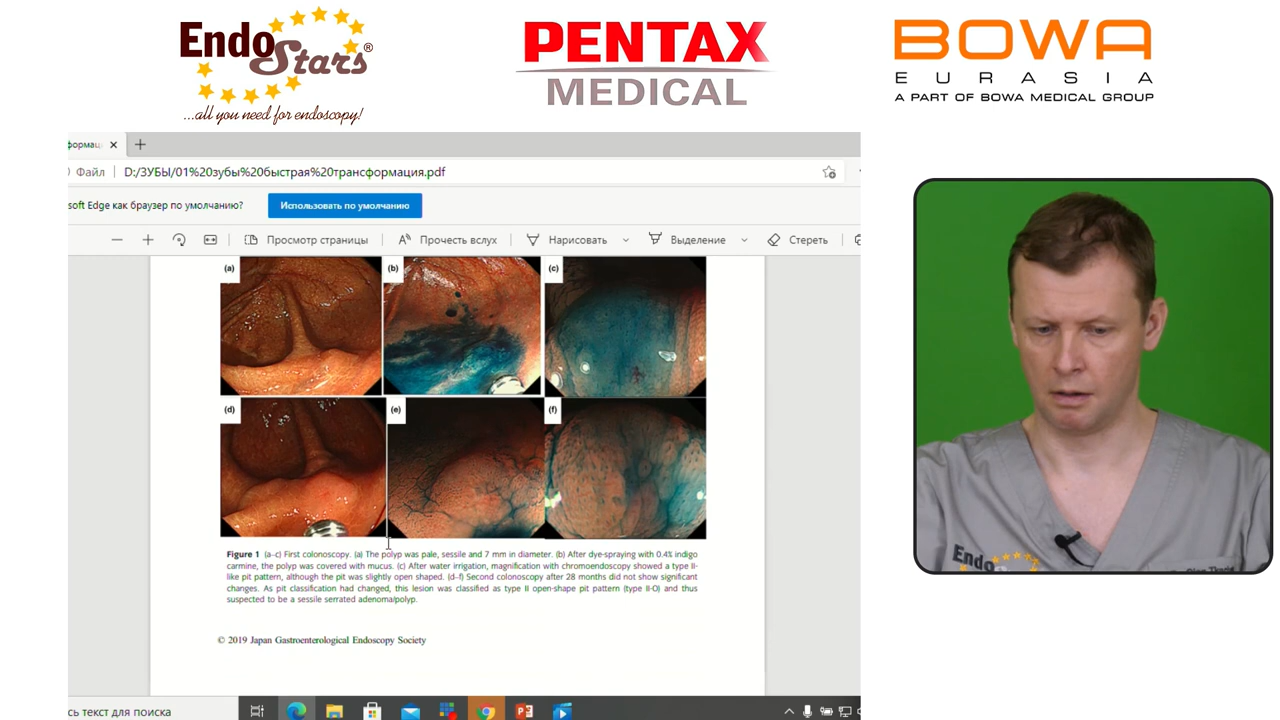 Endo
Stars®
...all you need for endoscopy!
PENTAX
MEDICAL
BOWA
EURASIA
A PART OF BOWA MEDICAL GROUP
Файл
D:/ЗУБЫ/01%20зубы%20быстрая%20трансформация.pdf
soft Edge как браузер по умолчанию?
Использовать по умолчанию
Просмотр страницы
Прочесть вслух
Нарисовать
Выделение
Стереть
(a)
(b)
(c)
(d)
(e)
(f)
Figure 1 (a–c) First colonoscopy. (a) The polyp was pale, sessile and 7 mm in diameter. (b) After dye-spraying with 0.4% indigo
carmine, the polyp was covered with mucus. (c) After water irrigation, magnification with chromoendoscopy showed a type II-
like pit pattern, although the pit was slightly open shaped. (d–f) Second colonoscopy after 28 months did not show significant
changes. As pit classification had changed, this lesion was classified as type II open-shape pit pattern (type II-O) and thus
suspected to be a sessile serrated adenoma/polyp.
© 2019 Japan Gastroenterological Endoscopy Society
сь текст для поиска
Endo